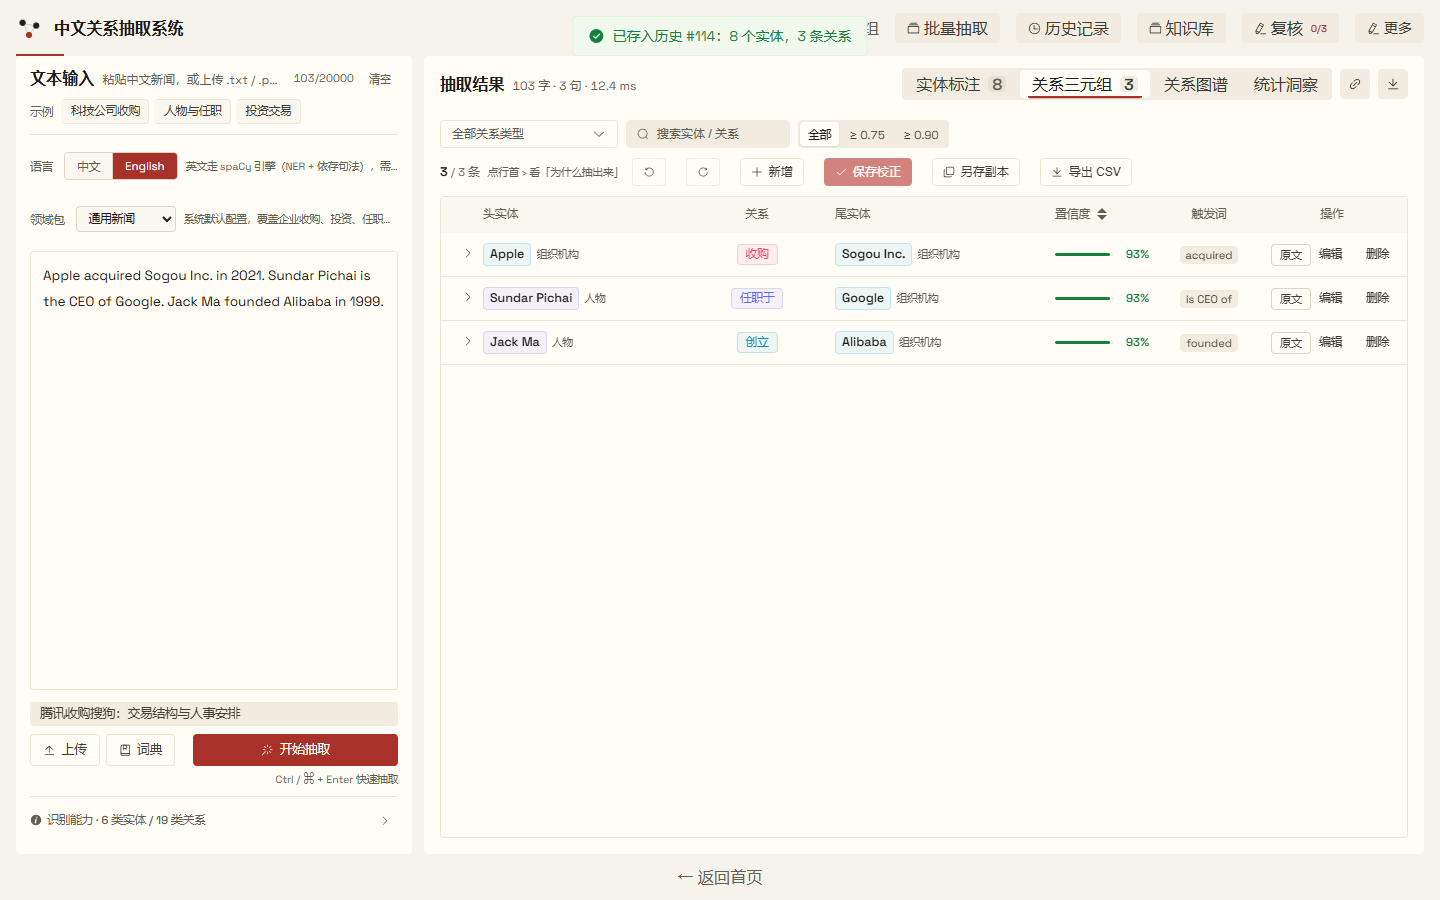 中文关系抽取系统
已存入历史 #114：8 个实体，3 条关系
组
批量抽取
历史记录
知识库
复核 0/3
更多
文本输入 粘贴中文新闻，或上传 .txt / .p... 103/20000 清空
示例 科技公司收购 人物与任职 投资交易
语言 中文 English 英文走 spaCy 引擎（NER + 依存句法），需...
领域包 通用新闻 系统默认配置，覆盖企业收购、投资、任职...
Apple acquired Sogou Inc. in 2021. Sundar Pichai is
the CEO of Google. Jack Ma founded Alibaba in 1999.
腾讯收购搜狗：交易结构与人事安排
上传 词典 开始抽取
Ctrl / ⌘ + Enter 快速抽取
识别能力 · 6 类实体 / 19 类关系
抽取结果 103 字 · 3 句 · 12.4 ms
实体标注 8 关系三元组 3 关系图谱 统计洞察
全部关系类型 搜索实体 / 关系 全部 ≥ 0.75 ≥ 0.90
3 / 3 条 点行首 › 看「为什么抽出来」 新增 保存校正 另存副本 导出 CSV
头实体 关系 尾实体 置信度 触发词 操作
Apple 组织机构 收购 Sogou Inc. 组织机构 93% acquired 原文 编辑 删除
Sundar Pichai 人物 任职于 Google 组织机构 93% is CEO of 原文 编辑 删除
Jack Ma 人物 创立 Alibaba 组织机构 93% founded 原文 编辑 删除
← 返回首页